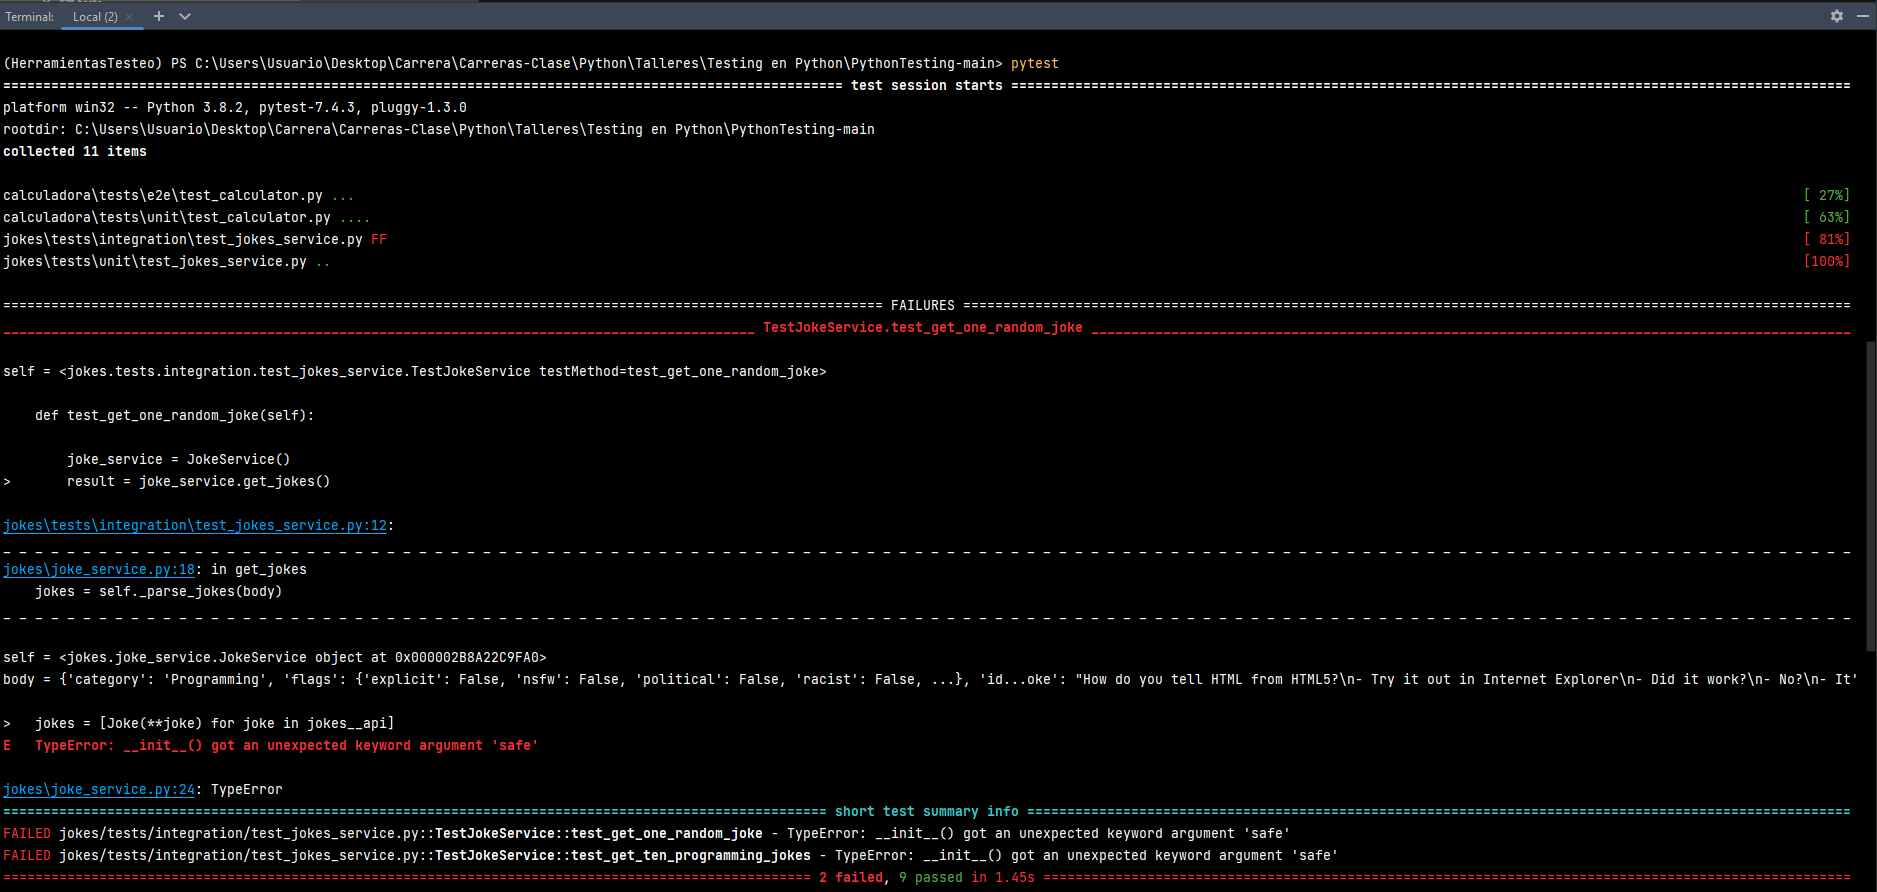 Terminal: Local (2) × +
(HerramientasTesteo) PS C:\Users\Usuario\Desktop\Carrera\Carreras-Clase\Python\Talleres\Testing en Python\PythonTesting-main> pytest
========== test session starts ==========
platform win32 -- Python 3.8.2, pytest-7.4.3, pluggy-1.3.0
rootdir: C:\Users\Usuario\Desktop\Carrera\Carreras-Clase\Python\Talleres\Testing en Python\PythonTesting-main
collected 11 items
calculadora\tests\e2e\test_calculator.py ... [ 27%]
calculadora\tests\unit\test_calculator.py .... [ 63%]
jokes\tests\integration\test_jokes_service.py FF [ 81%]
jokes\tests\unit\test_jokes_service.py .. [100%]
========== FAILURES ==========
__________ TestJokeService.test_get_one_random_joke __________
self = <jokes.tests.integration.test_jokes_service.TestJokeService testMethod=test_get_one_random_joke>
    def test_get_one_random_joke(self):
        joke_service = JokeService()
>       result = joke_service.get_jokes()
jokes\tests\integration\test_jokes_service.py:12:
_ _ _ _ _ _ _ _ _ _
jokes\joke_service.py:18: in get_jokes
    jokes = self._parse_jokes(body)
_ _ _ _ _ _ _ _ _ _
self = <jokes.joke_service.JokeService object at 0x000002B8A22C9FA0>
body = {'category': 'Programming', 'flags': {'explicit': False, 'nsfw': False, 'political': False, 'racist': False, ...}, 'id...oke': "How do you tell HTML from HTML5?\n- Try it out in Internet Explorer\n- Did it work?\n- No?\n- It'
>   jokes = [Joke(**joke) for joke in jokes__api]
E   TypeError: __init__() got an unexpected keyword argument 'safe'
jokes\joke_service.py:24: TypeError
========== short test summary info ==========
FAILED jokes/tests/integration/test_jokes_service.py::TestJokeService::test_get_one_random_joke - TypeError: __init__() got an unexpected keyword argument 'safe'
FAILED jokes/tests/integration/test_jokes_service.py::TestJokeService::test_get_ten_programming_jokes - TypeError: __init__() got an unexpected keyword argument 'safe'
========== 2 failed, 9 passed in 1.45s ==========